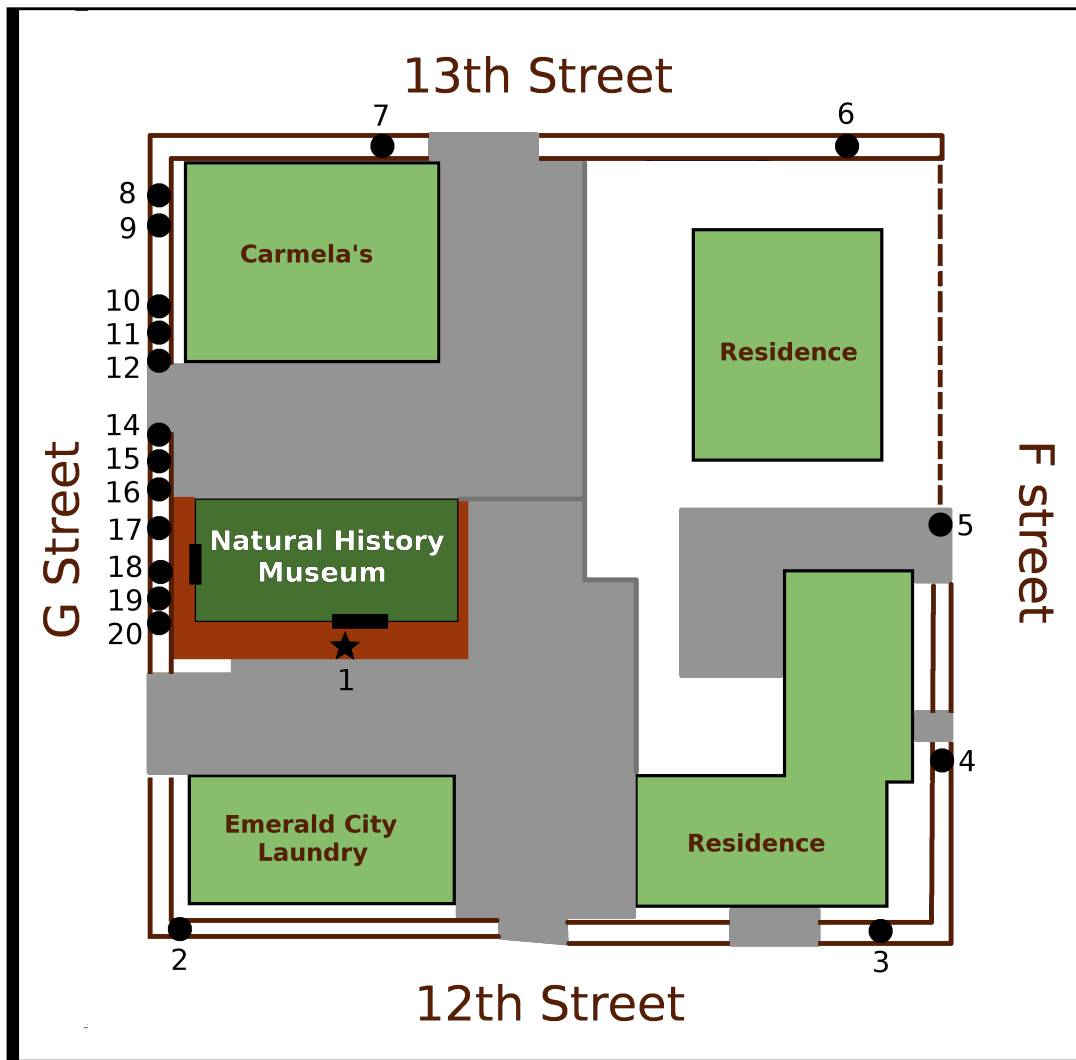 13th Street
7
6
8
9
Carmela's
10
11
12
Residence
14
15
16
17
18
19
20
G Street
Natural History
Museum
1
5
F street
4
Emerald City
Laundry
Residence
2
3
12th Street